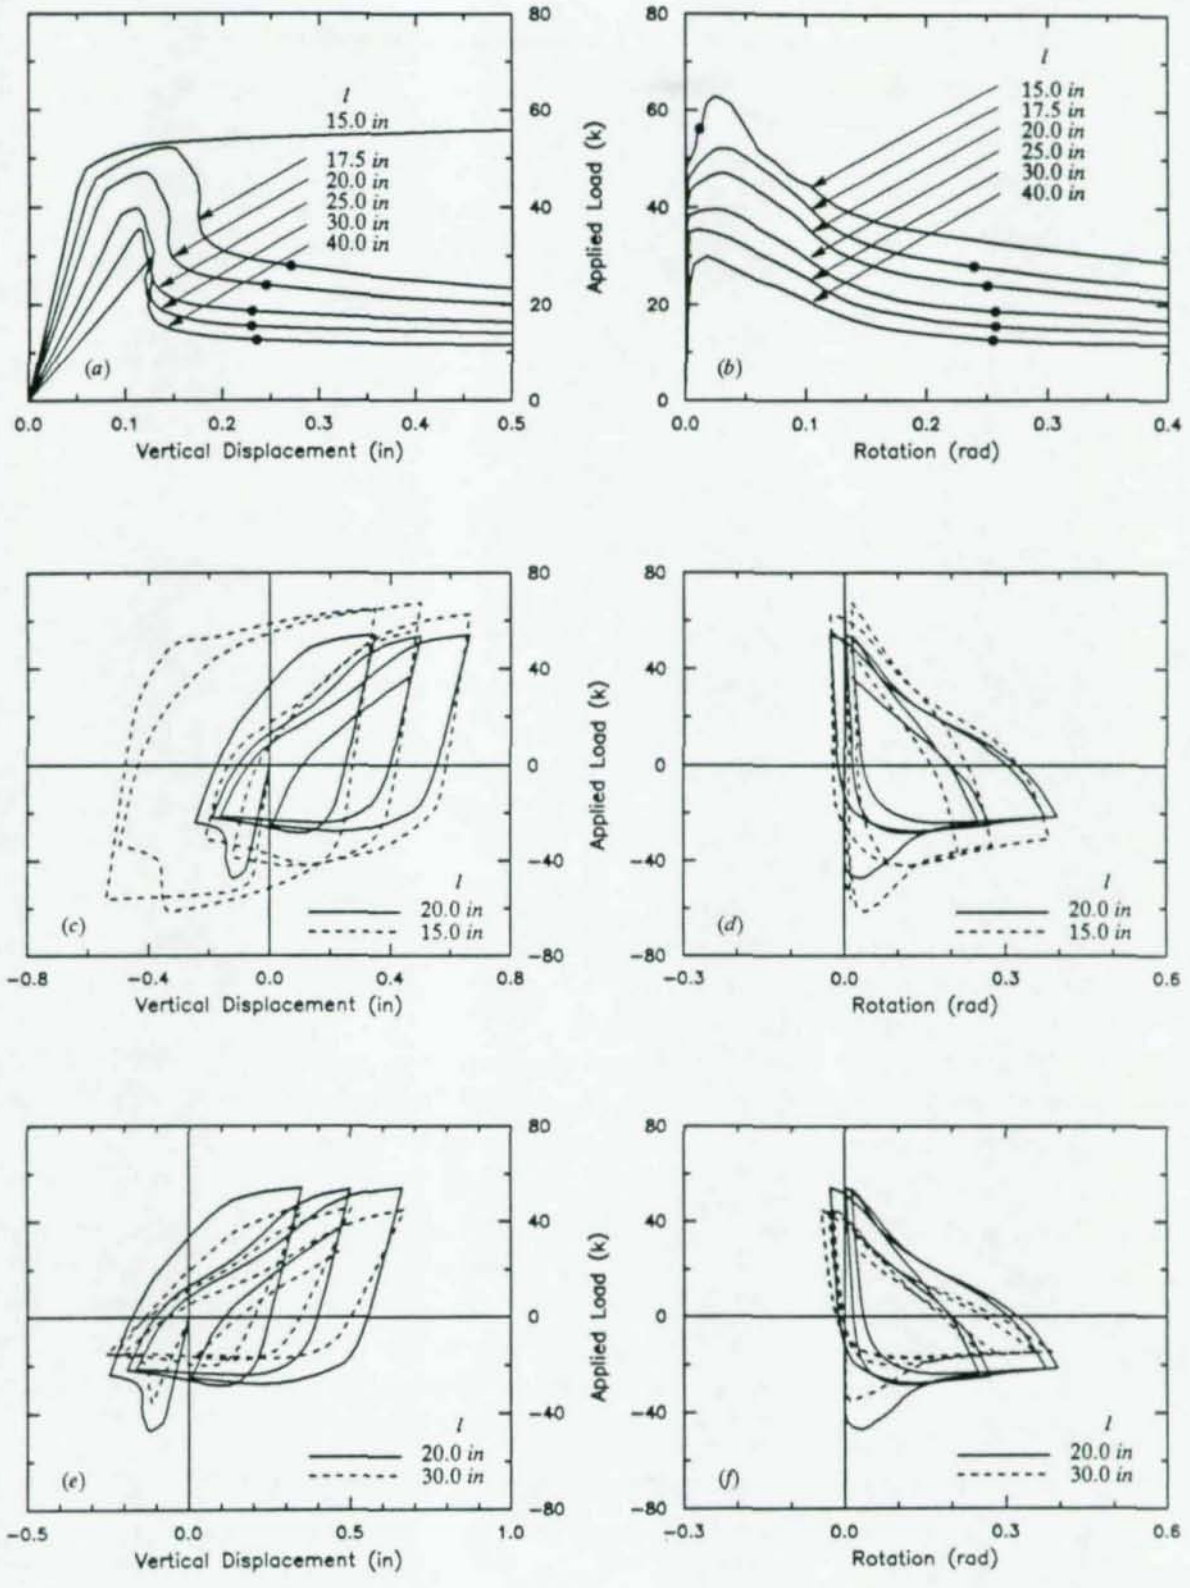 80
60
40
20
0
Applied Load (k)
l
15.0 in
17.5 in
20.0 in
25.0 in
30.0 in
40.0 in
(a)
0.0 0.1 0.2 0.3 0.4 0.5
Vertical Displacement (in)
80
60
40
20
0
l
15.0 in
17.5 in
20.0 in
25.0 in
30.0 in
40.0 in
(b)
0.0 0.1 0.2 0.3 0.4
Rotation (rad)
80
40
0
-40
-80
Applied Load (k)
l
20.0 in
15.0 in
(c)
-0.8 -0.4 0.0 0.4 0.8
Vertical Displacement (in)
80
40
0
-40
-80
l
20.0 in
15.0 in
(d)
-0.3 0.0 0.3 0.6
Rotation (rad)
80
40
0
-40
-80
Applied Load (k)
l
20.0 in
30.0 in
(e)
-0.5 0.0 0.5 1.0
Vertical Displacement (in)
80
40
0
-40
-80
l
20.0 in
30.0 in
(f)
-0.3 0.0 0.3 0.6
Rotation (rad)